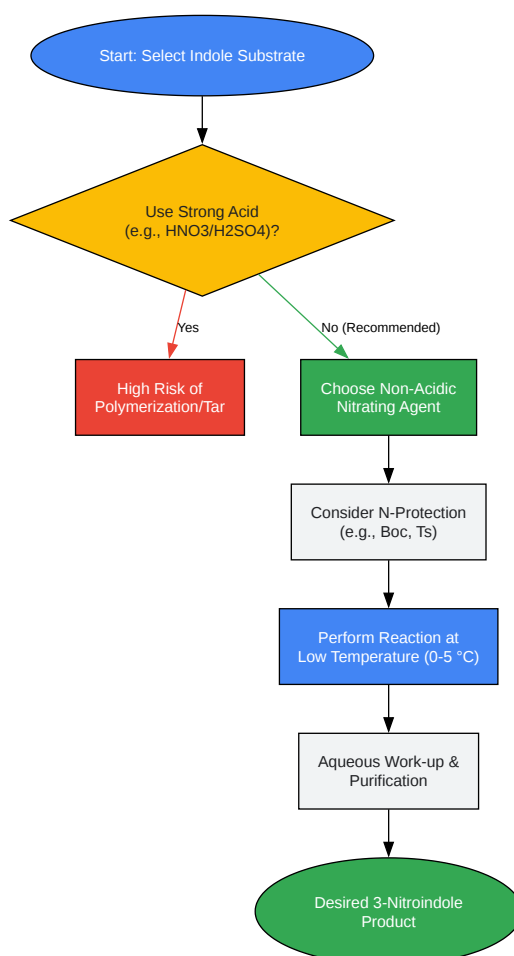 Start: Select Indole Substrate
Use Strong Acid
(e.g., HNO3/H2SO4)?
Yes
No (Recommended)
High Risk of
Polymerization/Tar
Choose Non-Acidic
Nitrating Agent
Consider N-Protection
(e.g., Boc, Ts)
Perform Reaction at
Low Temperature (0-5 °C)
Aqueous Work-up &
Purification
Desired 3-Nitroindole
Product